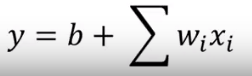 y = b + ∑ wᵢxᵢ